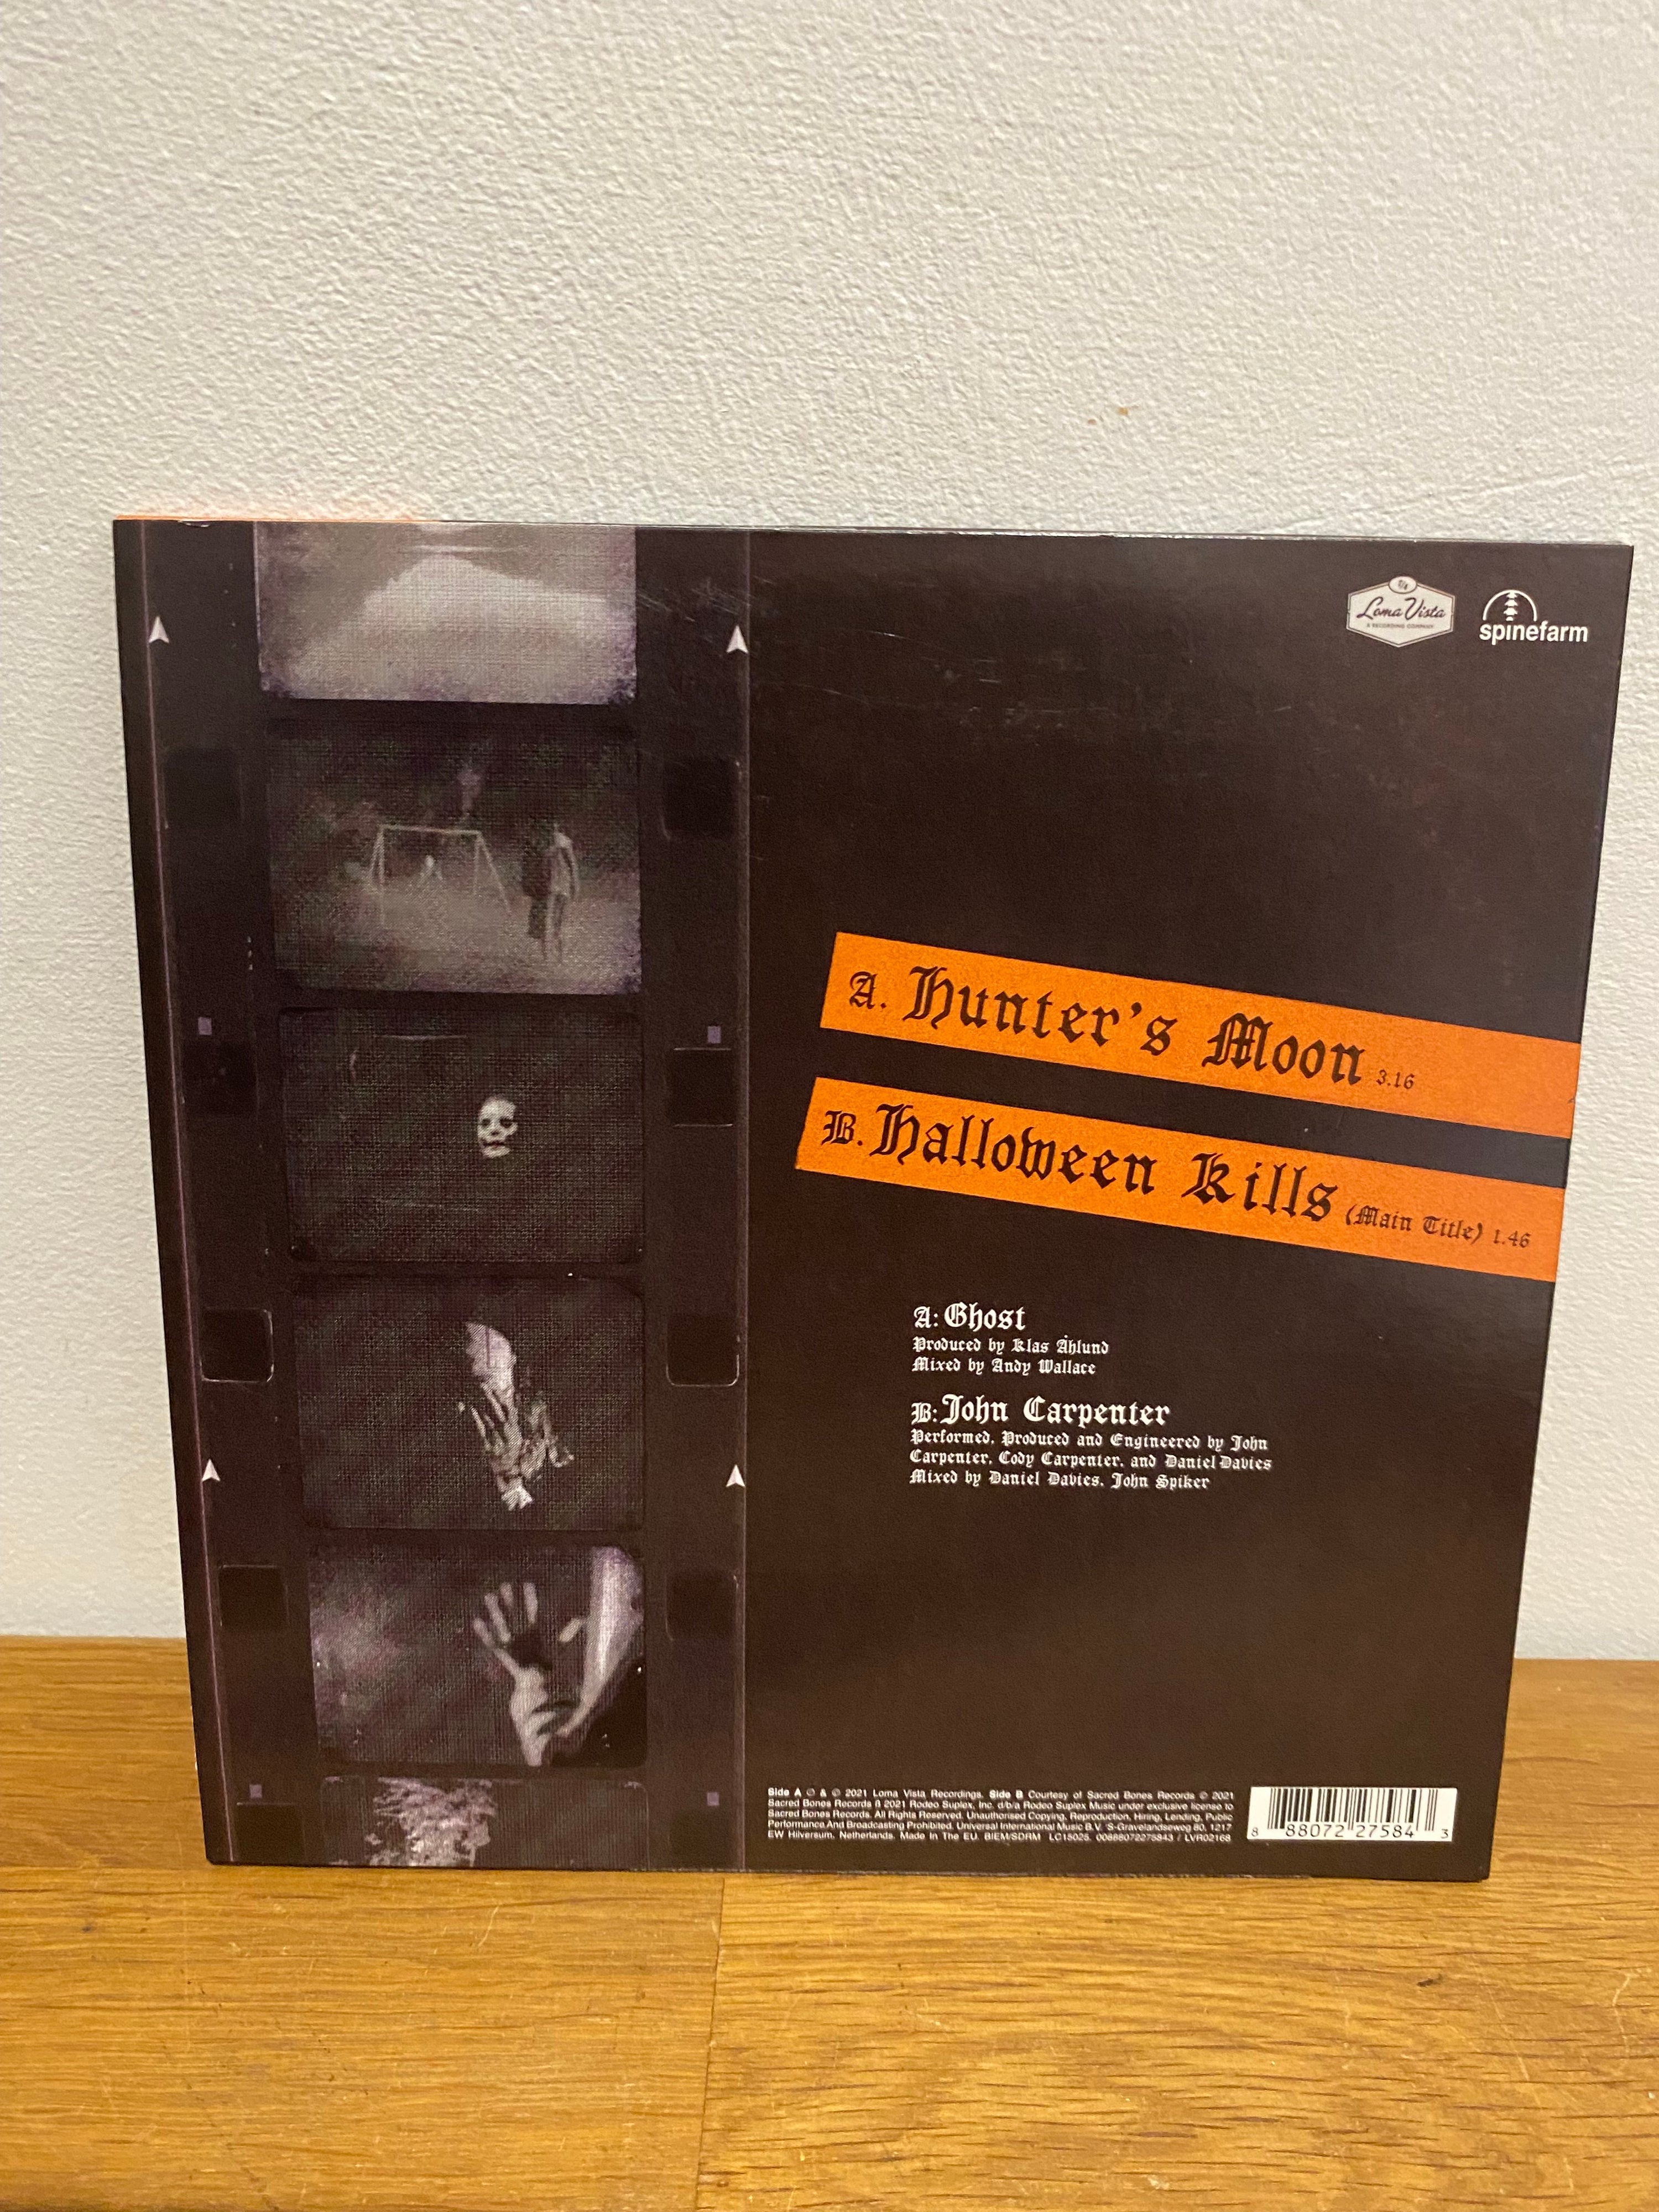 Loma Vista
A RECORDING COMPANY
spinefarm
A. Hunter's Moon 3.16
B. Halloween Kills (Main Title) 1.46
A: Ghost
Produced by Klas Åhlund
Mixed by Andy Wallace
B: John Carpenter
Performed, Produced and Engineered by John
Carpenter, Cody Carpenter, and Daniel Davies
Mixed by Daniel Davies, John Spiker
Side A ℗ & © 2021 Loma Vista Recordings. Side B Courtesy of Sacred Bones Records © 2021
Sacred Bones Records ß 2021 Rodeo Suplex, Inc. d/b/a Rodeo Suplex Music under exclusive license to
Sacred Bones Records. All Rights Reserved. Unauthorised Copying, Reproduction, Hiring, Lending, Public
Performance And Broadcasting Prohibited. Universal International Music B.V. 'S-Gravelandseweg 80, 1217
EW Hilversum, Netherlands. Made In The EU. BIEM/SDRM LC15025. 00888072275843 / LVR02168
8 88072 27584 3